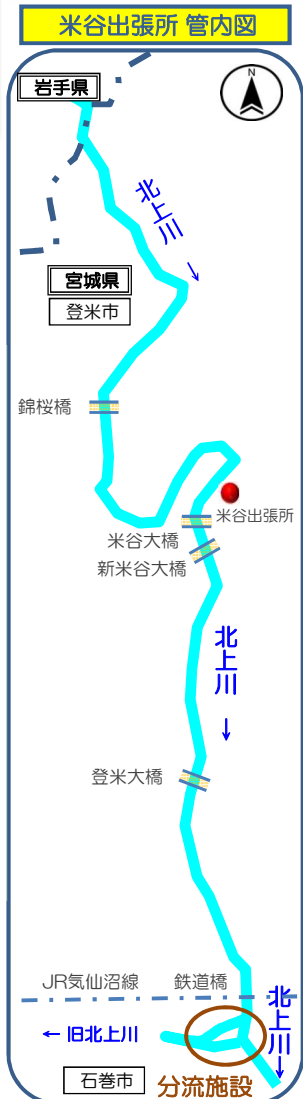 米谷出張所 管内図
岩手県
N
北上川
↓
宮城県
登米市
錦桜橋
米谷出張所
米谷大橋
新米谷大橋
北上川
↓
登米大橋
JR気仙沼線 鉄道橋
北上川
↓
← 旧北上川
石巻市
分流施設